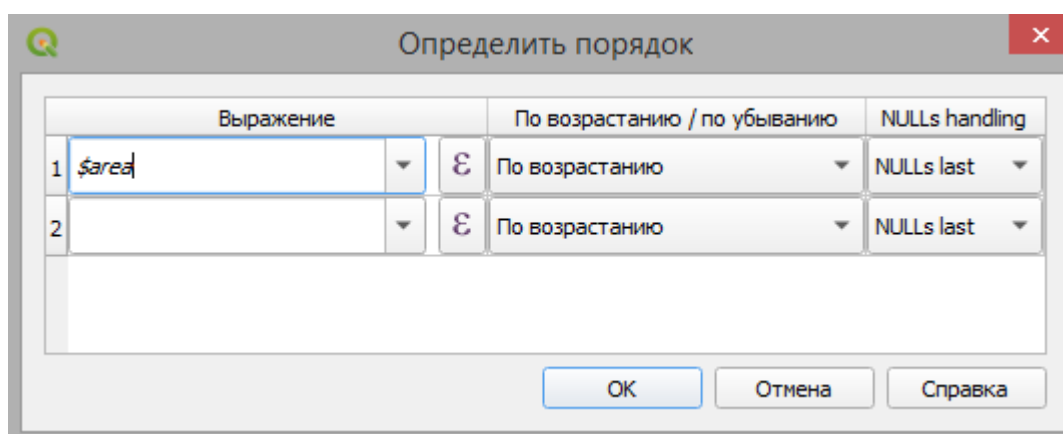 Определить порядок
Выражение По возрастанию / по убыванию NULLs handling
1 $area ε По возрастанию NULLs last
2 ε По возрастанию NULLs last
OK Отмена Справка